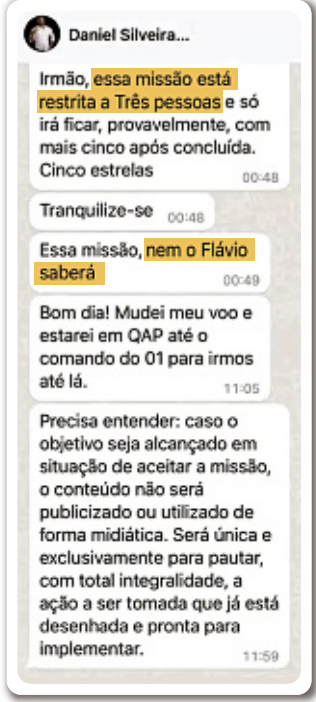 Daniel Silveira...
Irmão, essa missão está
restrita a Três pessoas e só
irá ficar, provavelmente, com
mais cinco após concluída.
Cinco estrelas
00:48
Tranquilize-se 00:48
Essa missão, nem o Flávio
saberá
00:49
Bom dia! Mudei meu voo e
estarei em QAP até o
comando do 01 para irmos
até lá.
11:05
Precisa entender: caso o
objetivo seja alcançado em
situação de aceitar a missão,
o conteúdo não será
publicizado ou utilizado de
forma midiática. Será única e
exclusivamente para pautar,
com total integralidade, a
ação a ser tomada que já está
desenhada e pronta para
implementar.
11:59